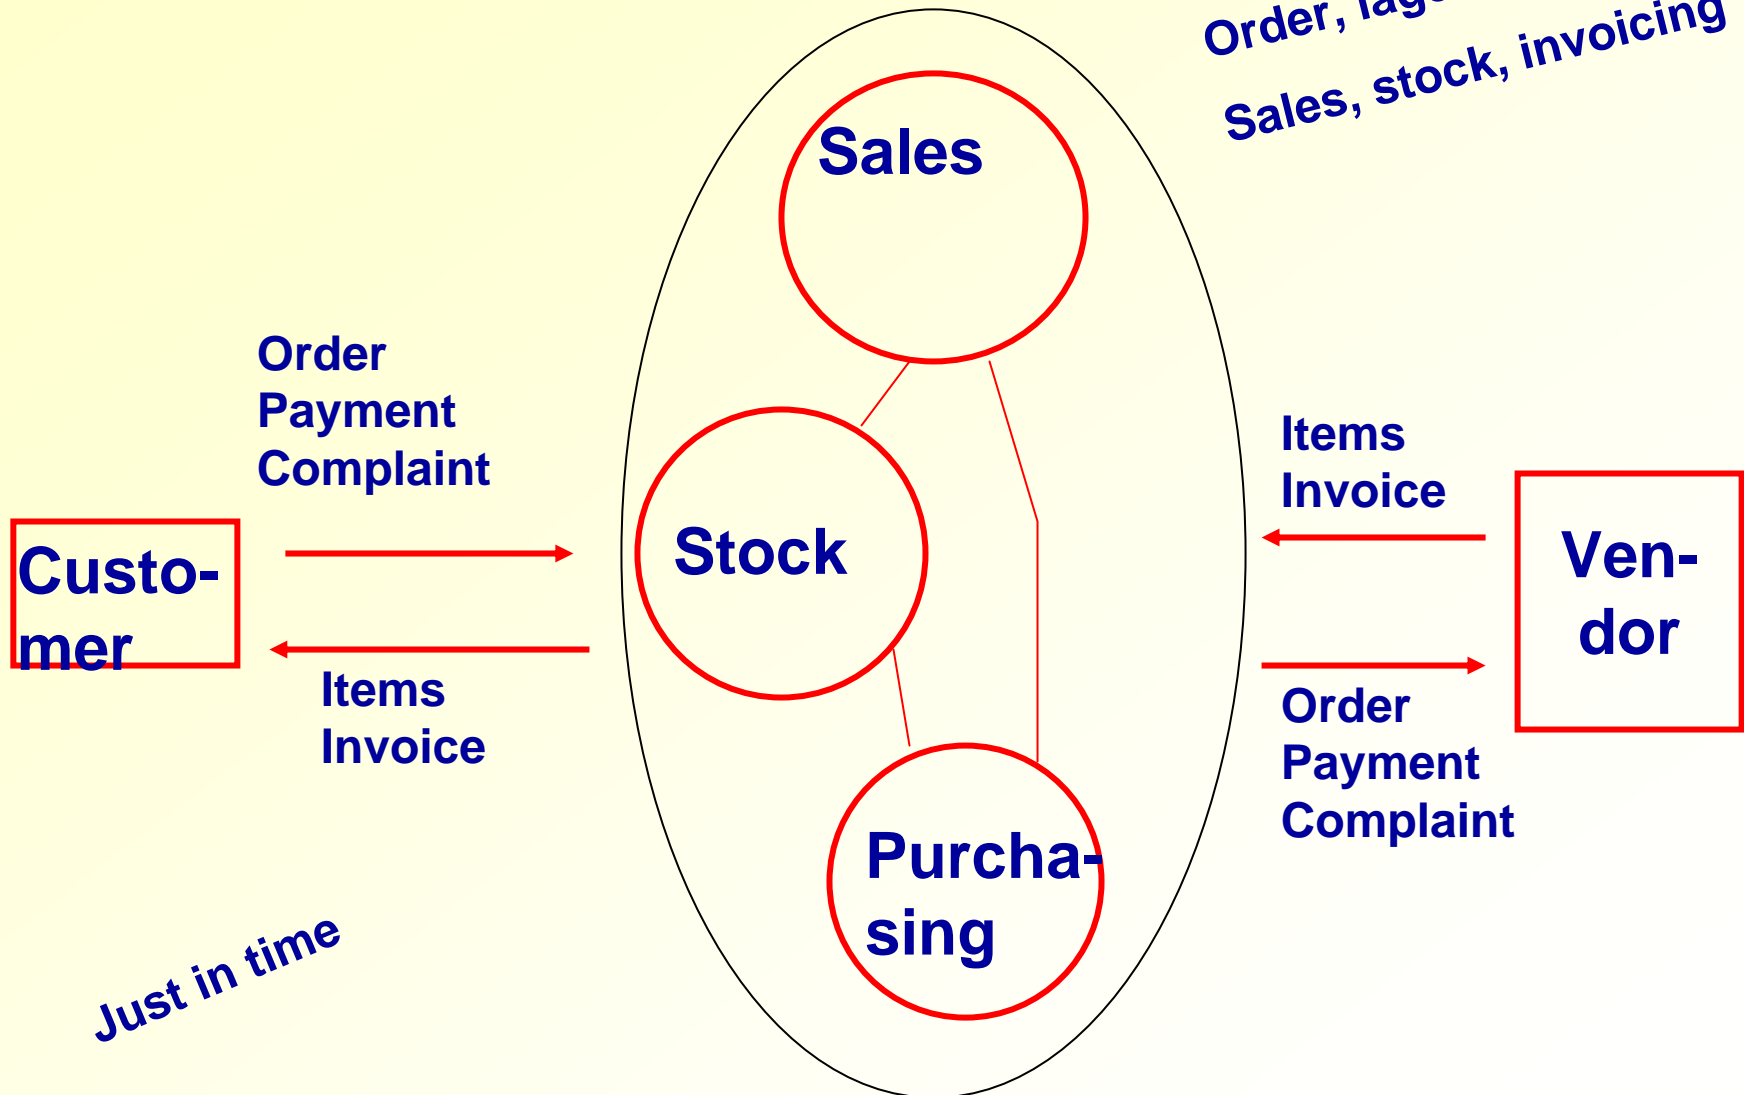 Order,
Sales, stock, invoicing
Sales
Order
Payment
Complaint
Items
Invoice
Custo-
mer
Stock
Ven-
dor
Items
Invoice
Order
Payment
Complaint
Purcha-
sing
Just in time